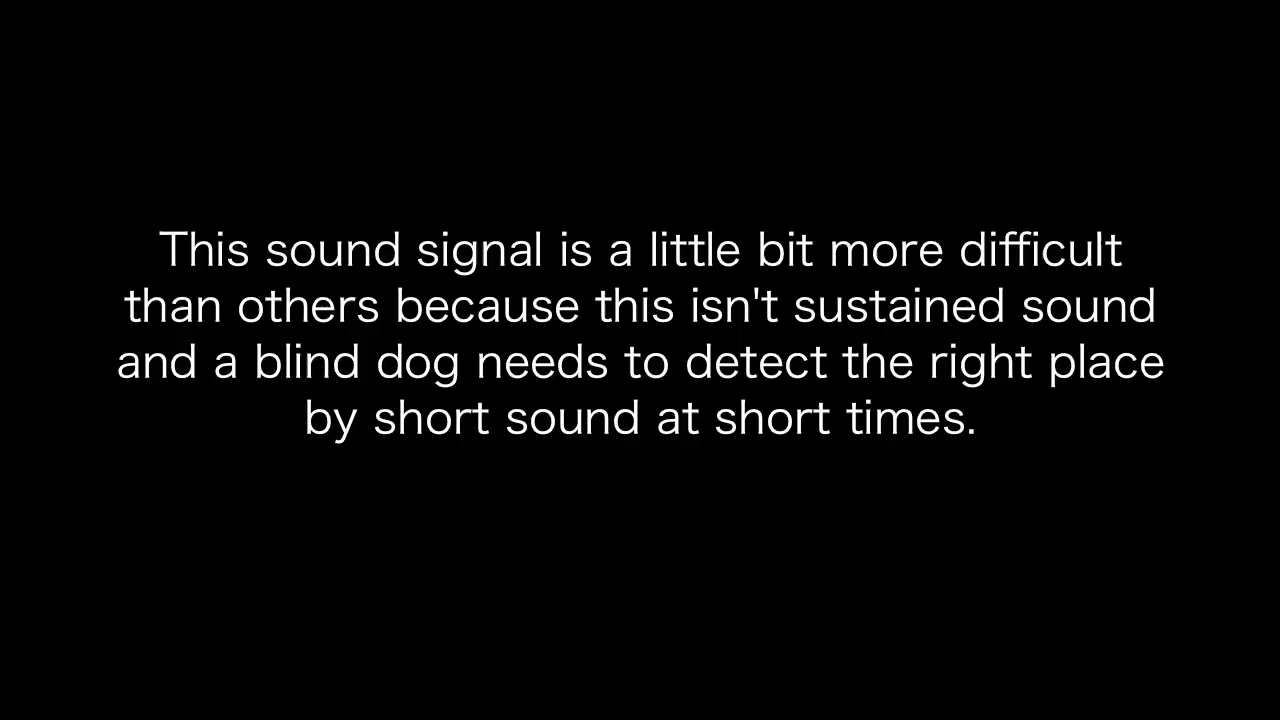 This sound signal is a little bit more difficult
than others because this isn't sustained sound
and a blind dog needs to detect the right place
by short sound at short times.